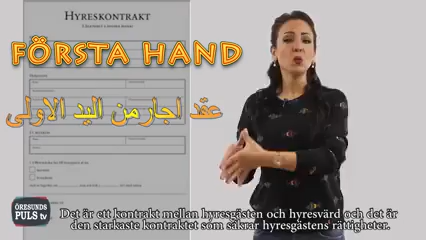 HYRESKONTRAKT
FÖRSTA HAND
عقد اجار من اليد الاولى
ÖRESUNDS
PULS tv
Det är ett kontrakt mellan hyresgästen och hyresvärd och det är
den starkaste kontraktet som säkrar hyresgästens rättigheter.